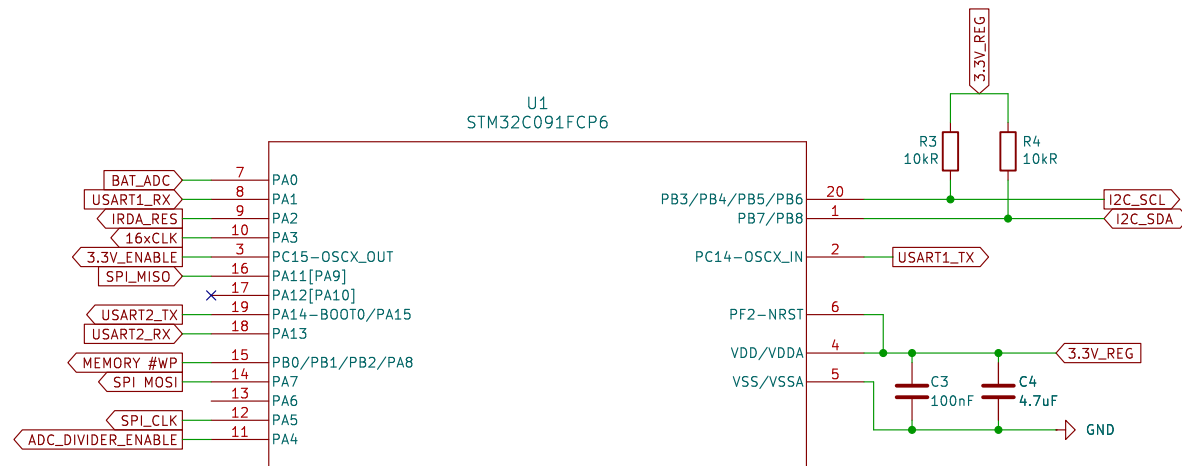 3.3V_REG
U1
STM32C091FCP6
R3
10kR
R4
10kR
BAT_ADC 7 PA0
USART1_RX 8 PA1
IRDA_RES 9 PA2
16xCLK 10 PA3
3.3V_ENABLE 3 PC15-OSCX_OUT
SPI_MISO 16 PA11[PA9]
17 PA12[PA10]
USART2_TX 19 PA14-BOOT0/PA15
USART2_RX 18 PA13
MEMORY #WP 15 PB0/PB1/PB2/PA8
SPI MOSI 14 PA7
13 PA6
SPI_CLK 12 PA5
ADC_DIVIDER_ENABLE 11 PA4
PB3/PB4/PB5/PB6 20 I2C_SCL
PB7/PB8 1 I2C_SDA
PC14-OSCX_IN 2 USART1_TX
PF2-NRST 6
VDD/VDDA 4 3.3V_REG
VSS/VSSA 5
C3
100nF
C4
4.7uF
GND